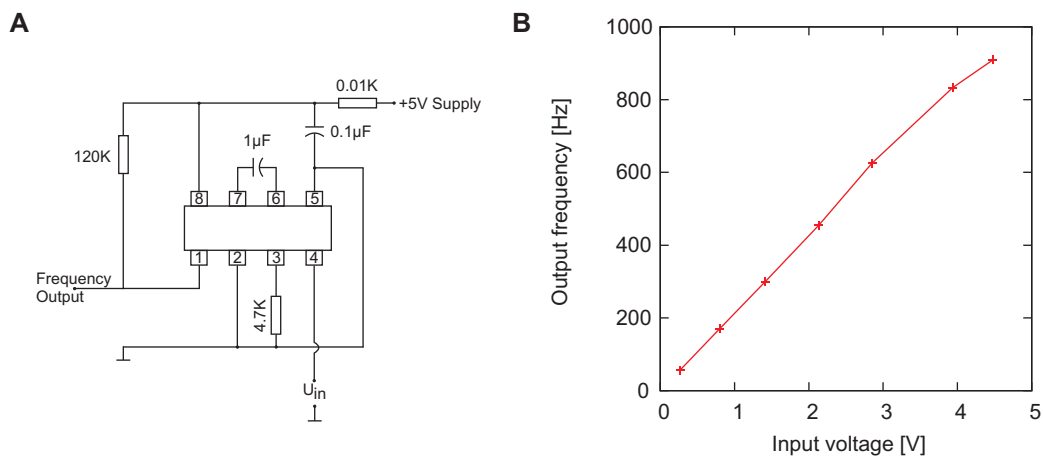 A
0.01K
+5V Supply
0.1µF
1µF
120K
8 7 6 5
1 2 3 4
Frequency
Output
4.7K
Uin
B
1000
800
600
400
200
0
0 1 2 3 4 5
Output frequency [Hz]
Input voltage [V]